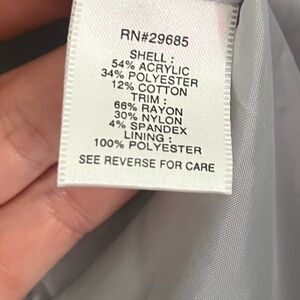 RN#29685
SHELL :
54% ACRYLIC
34% POLYESTER
12% COTTON
TRIM :
66% RAYON
30% NYLON
4% SPANDEX
LINING :
100% POLYESTER
SEE REVERSE FOR CARE